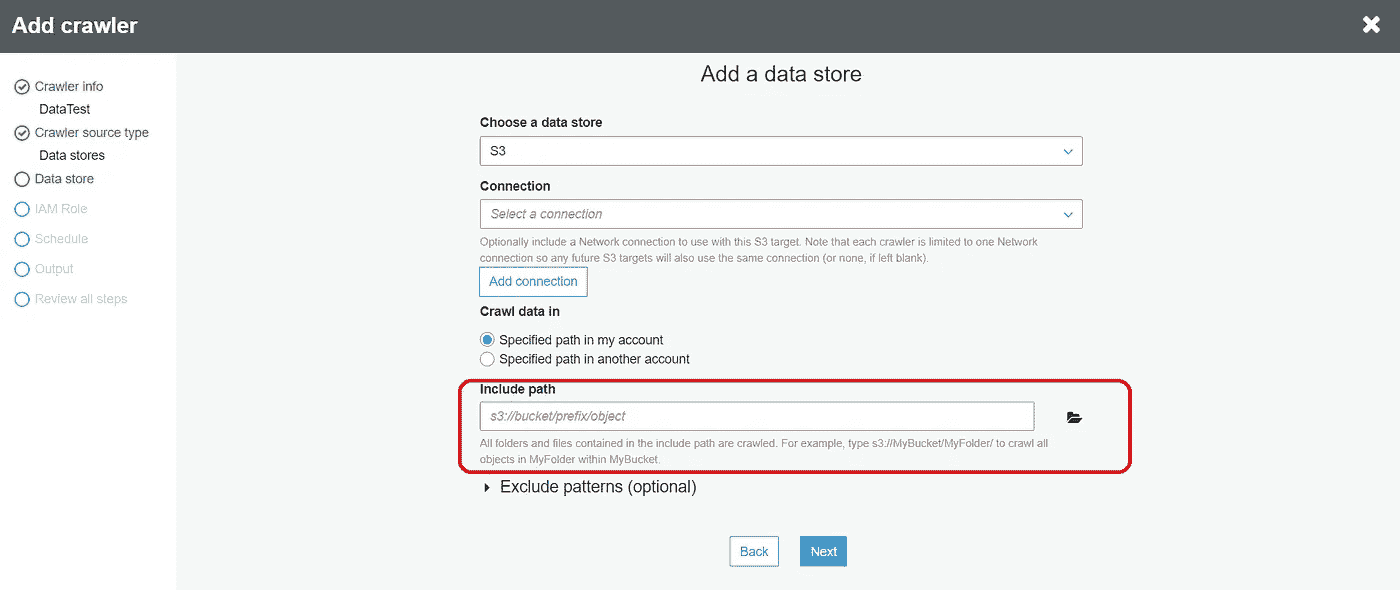 Add crawler
Crawler info
DataTest
Crawler source type
Data stores
Data store
IAM Role
Schedule
Output
Review all steps
Add a data store
Choose a data store
S3
Connection
Select a connection
Optionally include a Network connection to use with this S3 target. Note that each crawler is limited to one Network
connection so any future S3 targets will also use the same connection (or none, if left blank).
Add connection
Crawl data in
Specified path in my account
Specified path in another account
Include path
s3://bucket/prefix/object
All folders and files contained in the include path are crawled. For example, type s3://MyBucket/MyFolder/ to crawl all
objects in MyFolder within MyBucket.
Exclude patterns (optional)
Back Next